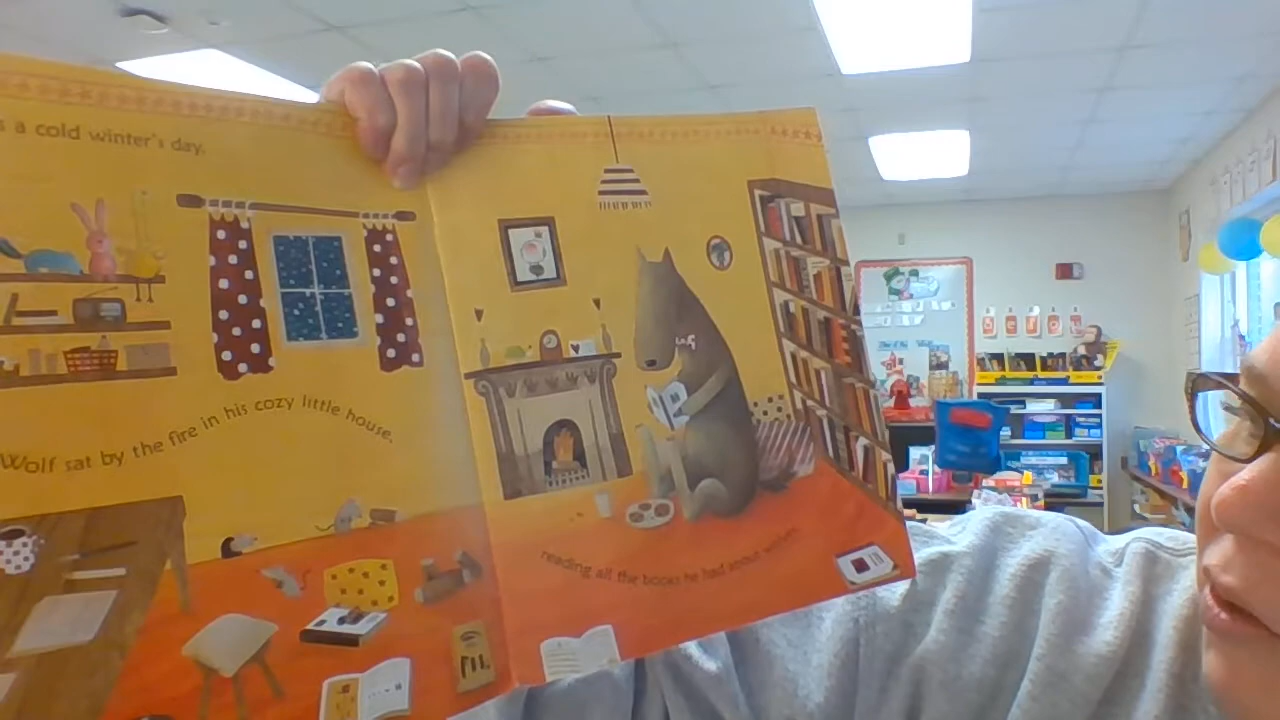 s a cold winter's day.
Wolf sat by the fire in his cozy little house,
reading all the books he had about wolves.